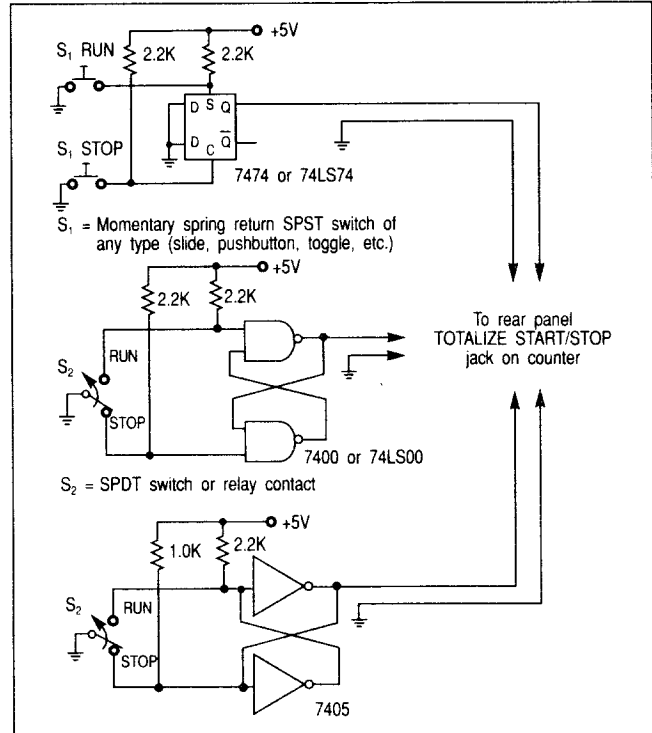 +5V
S₁ RUN
2.2K 2.2K
D S Q
D C Q̅
S₁ STOP
7474 or 74LS74
S₁ = Momentary spring return SPST switch of
any type (slide, pushbutton, toggle, etc.)
+5V
2.2K 2.2K
RUN
S₂
STOP
To rear panel
TOTALIZE START/STOP
jack on counter
7400 or 74LS00
S₂ = SPDT switch or relay contact
+5V
1.0K 2.2K
S₂ RUN
STOP
7405